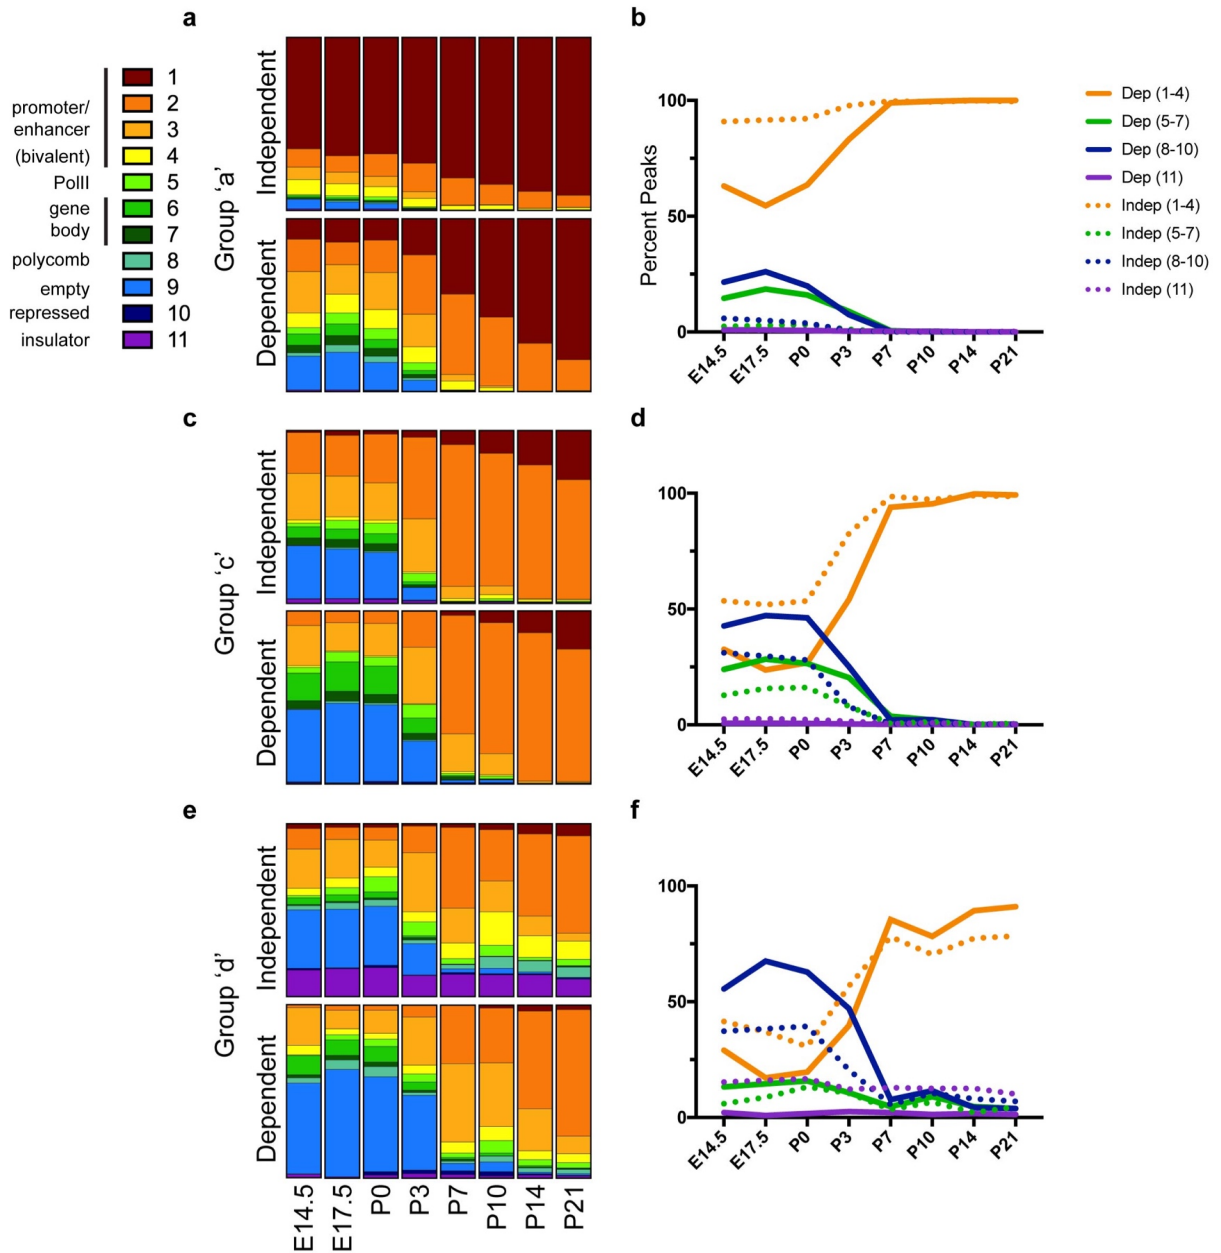 a
b
1
promoter/ 2
enhancer 3
(bivalent) 4
PolII 5
gene 6
body 7
polycomb 8
empty 9
repressed 10
insulator 11
Group ‘a’
Independent
Dependent
Percent Peaks
100
50
0
E14.5 E17.5 P0 P3 P7 P10 P14 P21
Dep (1-4)
Dep (5-7)
Dep (8-10)
Dep (11)
Indep (1-4)
Indep (5-7)
Indep (8-10)
Indep (11)
c
d
Group ‘c’
Independent
Dependent
100
50
0
E14.5 E17.5 P0 P3 P7 P10 P14 P21
e
f
Group ‘d’
Independent
Dependent
E14.5 E17.5 P0 P3 P7 P10 P14 P21
100
50
0
E14.5 E17.5 P0 P3 P7 P10 P14 P21